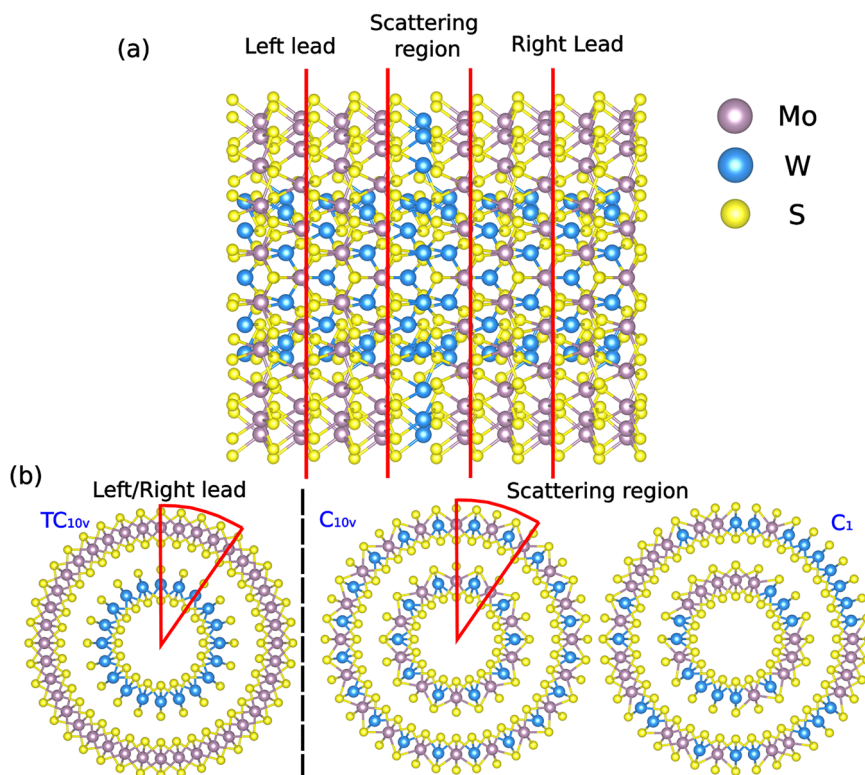 (a)
Left lead
Scattering
region
Right Lead
Mo
W
S
(b)
Left/Right lead
Scattering region
TC10v
C10v
C1